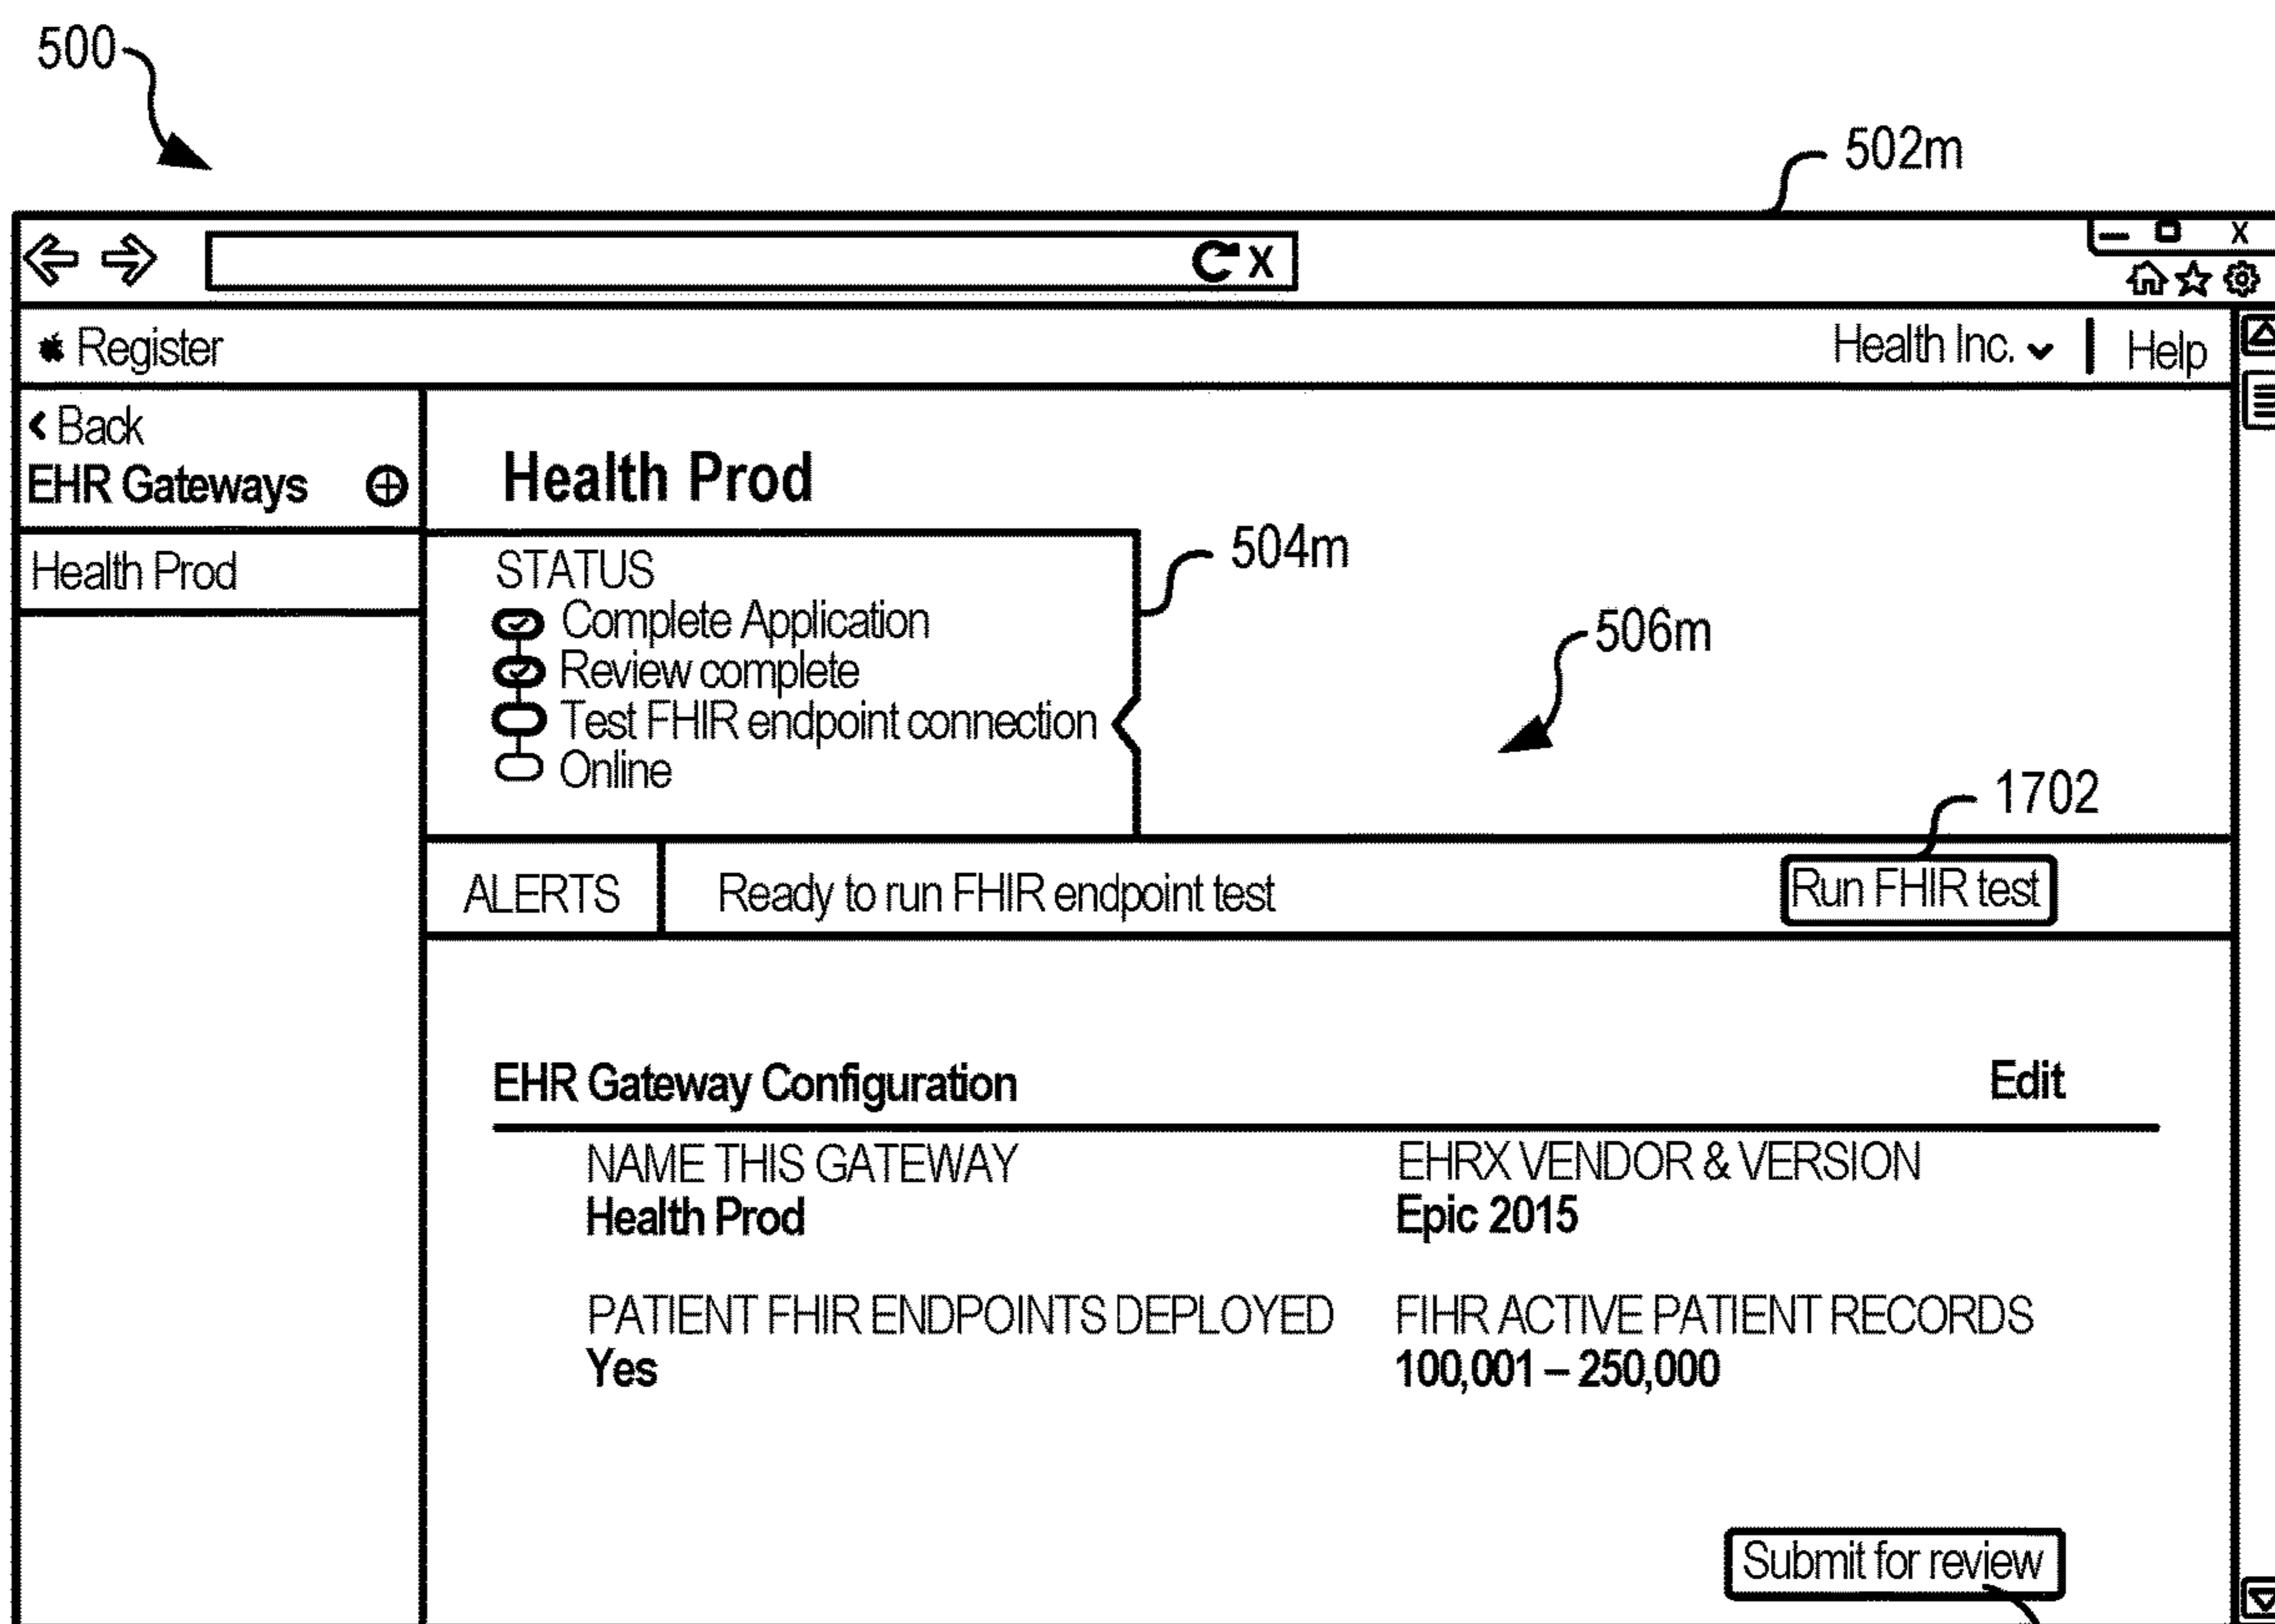 500
502m
X
X
Register
Health Inc.
Help
Back
EHR Gateways
Health Prod
Health Prod
STATUS
Complete Application
Review complete
Test FHIR endpoint connection
Online
504m
506m
1702
ALERTS
Ready to run FHIR endpoint test
Run FHIR test
EHR Gateway Configuration
Edit
NAME THIS GATEWAY
Health Prod
EHRX VENDOR & VERSION
Epic 2015
PATIENT FHIR ENDPOINTS DEPLOYED
Yes
FIHR ACTIVE PATIENT RECORDS
100,001 – 250,000
Submit for review